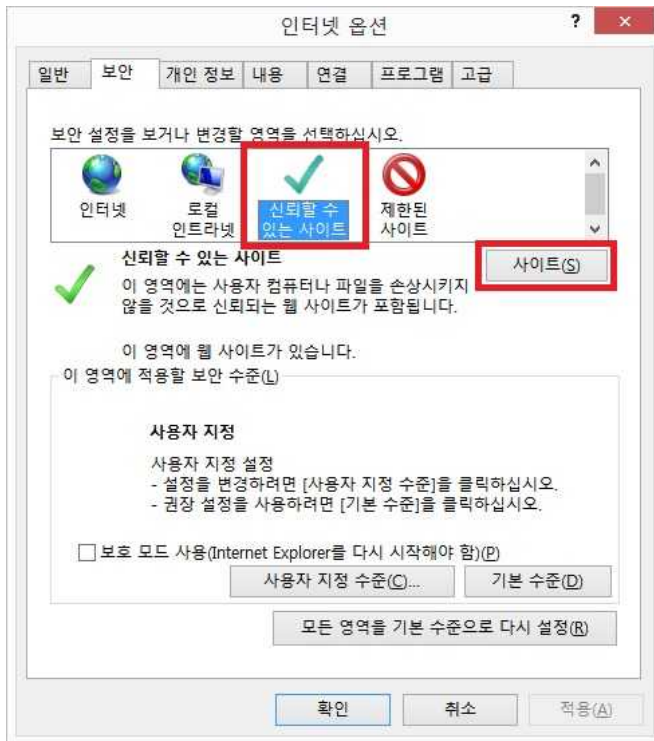 인터넷 옵션
?
×
일반 보안 개인 정보 내용 연결 프로그램 고급
보안 설정을 보거나 변경할 영역을 선택하십시오.
인터넷
로컬
인트라넷
신뢰할 수
있는 사이트
제한된
사이트
신뢰할 수 있는 사이트
사이트(S)
이 영역에는 사용자 컴퓨터나 파일을 손상시키지
않을 것으로 신뢰되는 웹 사이트가 포함됩니다.
이 영역에 웹 사이트가 있습니다.
이 영역에 적용할 보안 수준(L)
사용자 지정
사용자 지정 설정
- 설정을 변경하려면 [사용자 지정 수준]을 클릭하십시오.
- 권장 설정을 사용하려면 [기본 수준]을 클릭하십시오.
보호 모드 사용(Internet Explorer를 다시 시작해야 함)(P)
사용자 지정 수준(C)... 기본 수준(D)
모든 영역을 기본 수준으로 다시 설정(R)
확인 취소 적용(A)